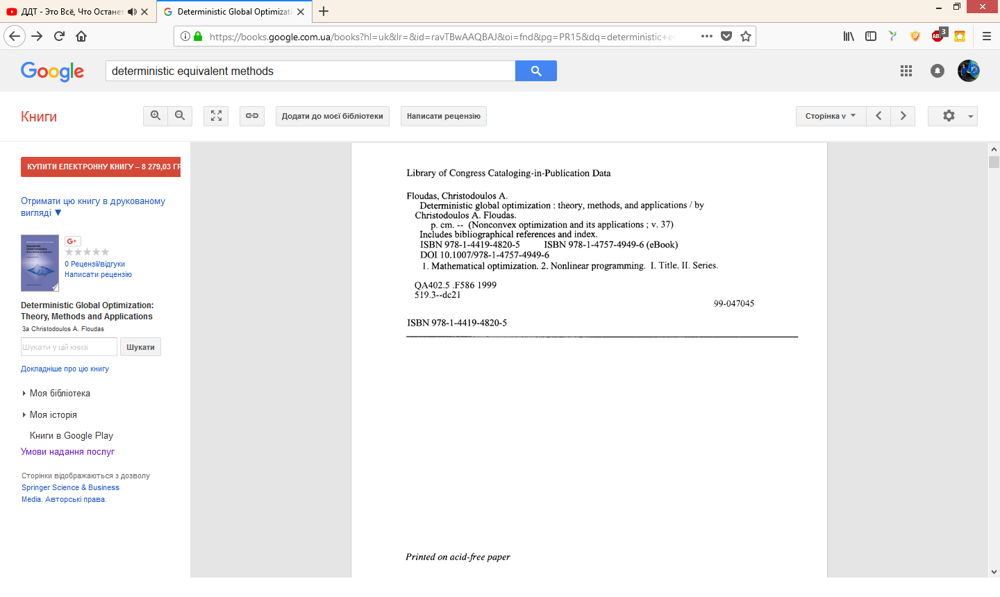 ДДТ - Это Всё, Что Останет
Deterministic Global Optimizati
https://books.google.com.ua/books?hl=uk&lr=&id=ravTBwAAQBAJ&oi=fnd&pg=PR15&dq=deterministic+e
IP
ABP
3
Google
deterministic equivalent methods
Книги
Додати до моєї бібліотеки
Написати рецензію
Сторінка v
КУПИТИ ЕЛЕКТРОННУ КНИГУ – 8 279,03 ГР
Отримати цю книгу в друкованому
вигляді ▼
G+
0 Рецензії/відгуки
Написати рецензію
Deterministic Global Optimization:
Theory, Methods and Applications
За Christodoulos A. Floudas
Шукати у цій книзі
Шукати
Докладніше про цю книгу
Моя бібліотека
Моя історія
Книги в Google Play
Умови надання послуг
Сторінки відображаються з дозволу
Springer Science & Business
Media. Авторські права.
Library of Congress Cataloging-in-Publication Data
Floudas, Christodoulos A.
Deterministic global optimization : theory, methods, and applications / by
Christodoulos A. Floudas.
p. cm. -- (Nonconvex optimization and its applications ; v. 37)
Includes bibliographical references and index.
ISBN 978-1-4419-4820-5 ISBN 978-1-4757-4949-6 (eBook)
DOI 10.1007/978-1-4757-4949-6
1. Mathematical optimization. 2. Nonlinear programming. I. Title. II. Series.
QA402.5 .F586 1999
519.3--dc21
99-047045
ISBN 978-1-4419-4820-5
Printed on acid-free paper